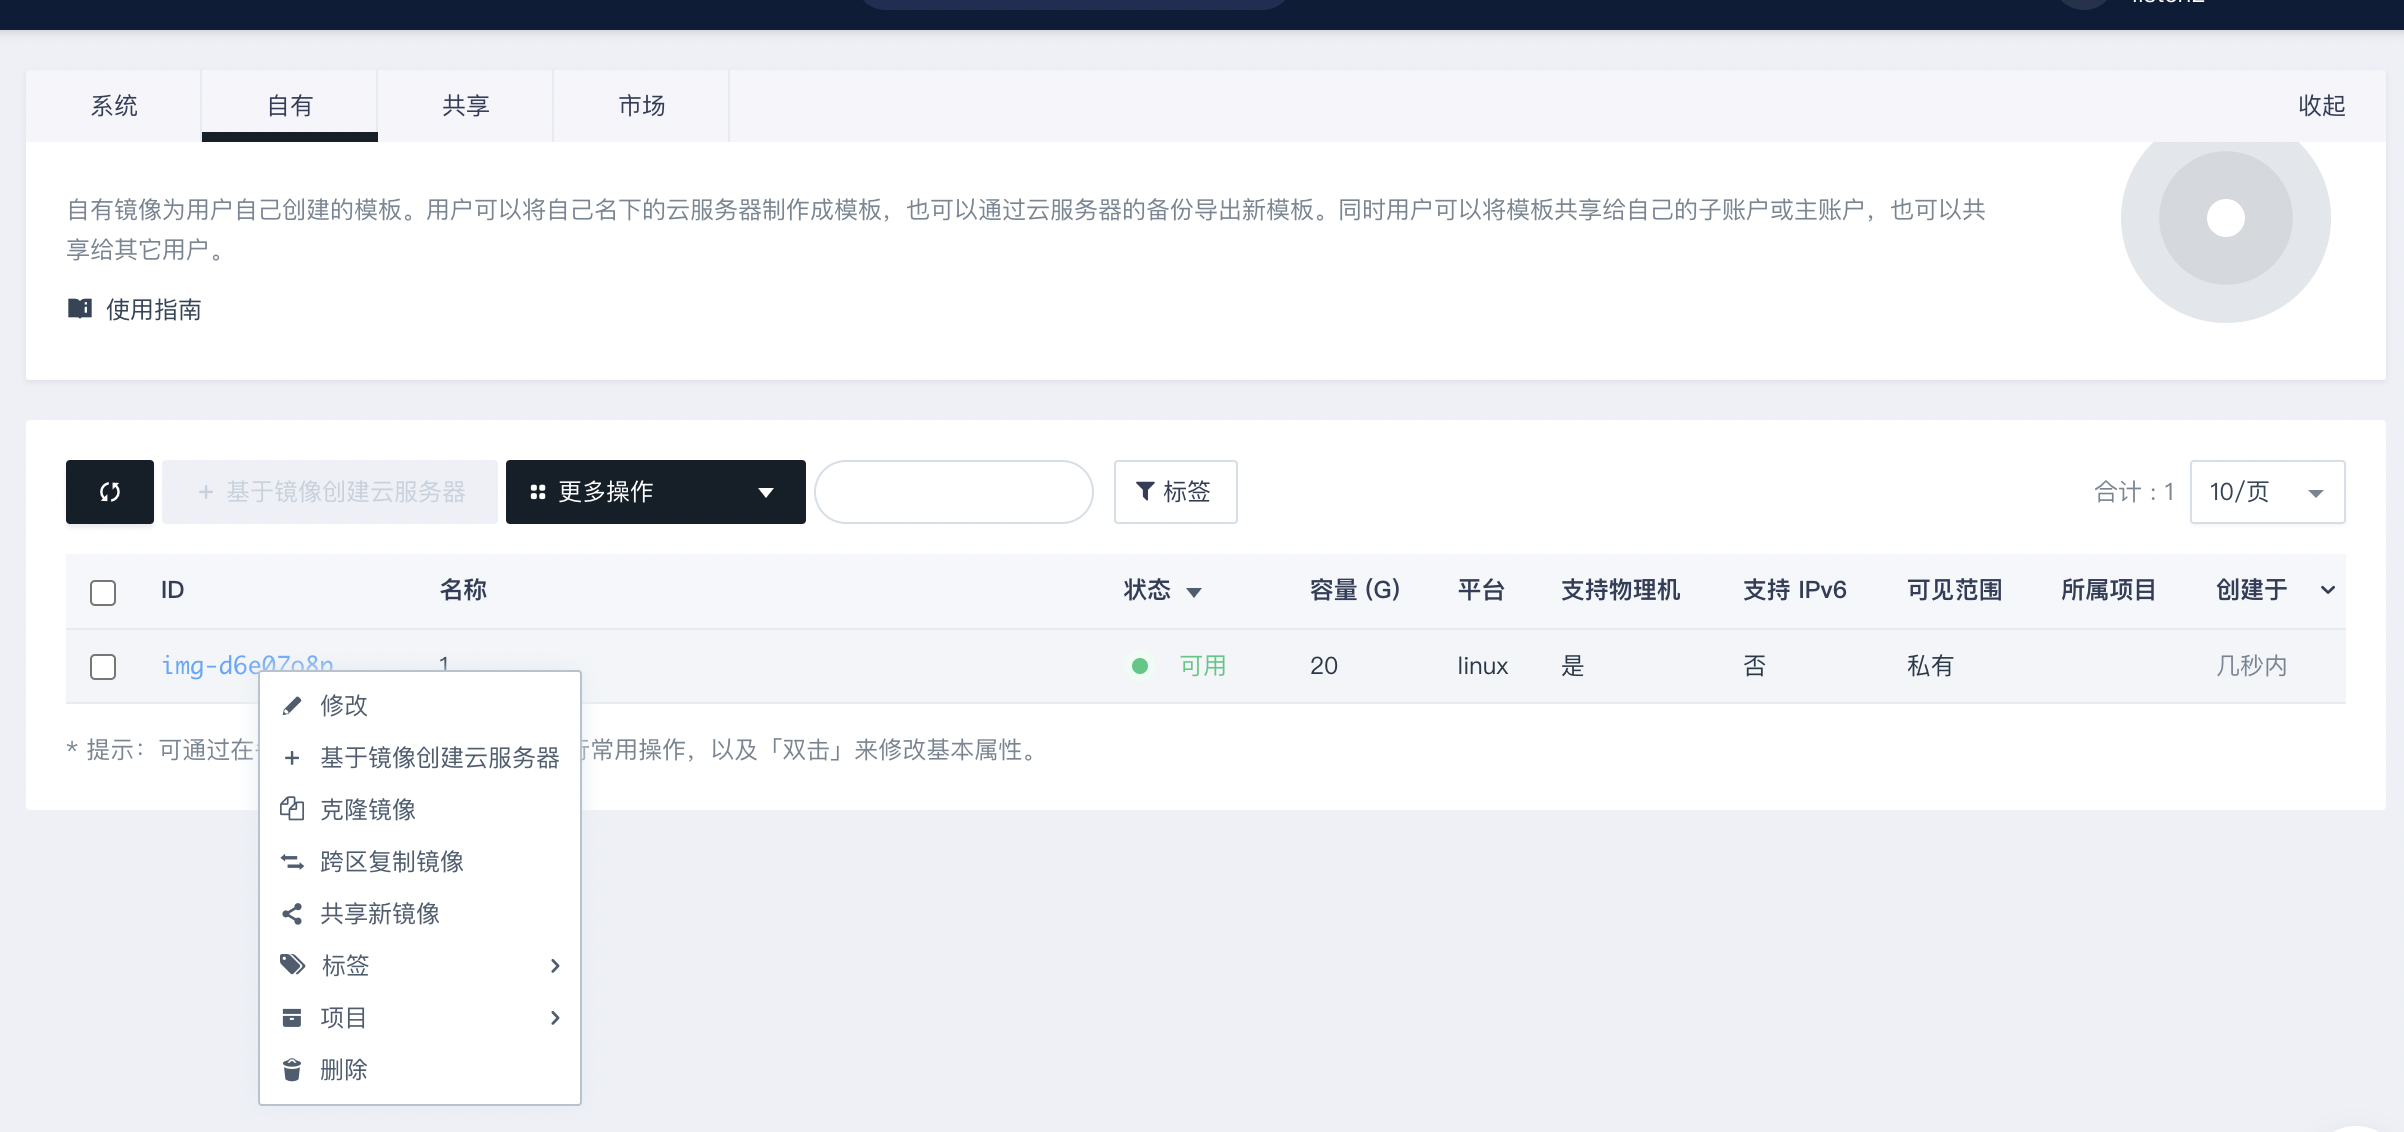 系统
自有
共享
市场
收起
自有镜像为用户自己创建的模板。用户可以将自己名下的云服务器制作成模板，也可以通过云服务器的备份导出新模板。同时用户可以将模板共享给自己的子账户或主账户，也可以共
享给其它用户。
使用指南
+ 基于镜像创建云服务器
更多操作
标签
合计 : 1
10/页
ID 名称 状态 容量 (G) 平台 支持物理机 支持 IPv6 可见范围 所属项目 创建于
1 可用 20 linux 是 否 私有 几秒内
* 提示：可通过在
行常用操作，以及「双击」来修改基本属性。
修改
+ 基于镜像创建云服务器
克隆镜像
跨区复制镜像
共享新镜像
标签
项目
删除